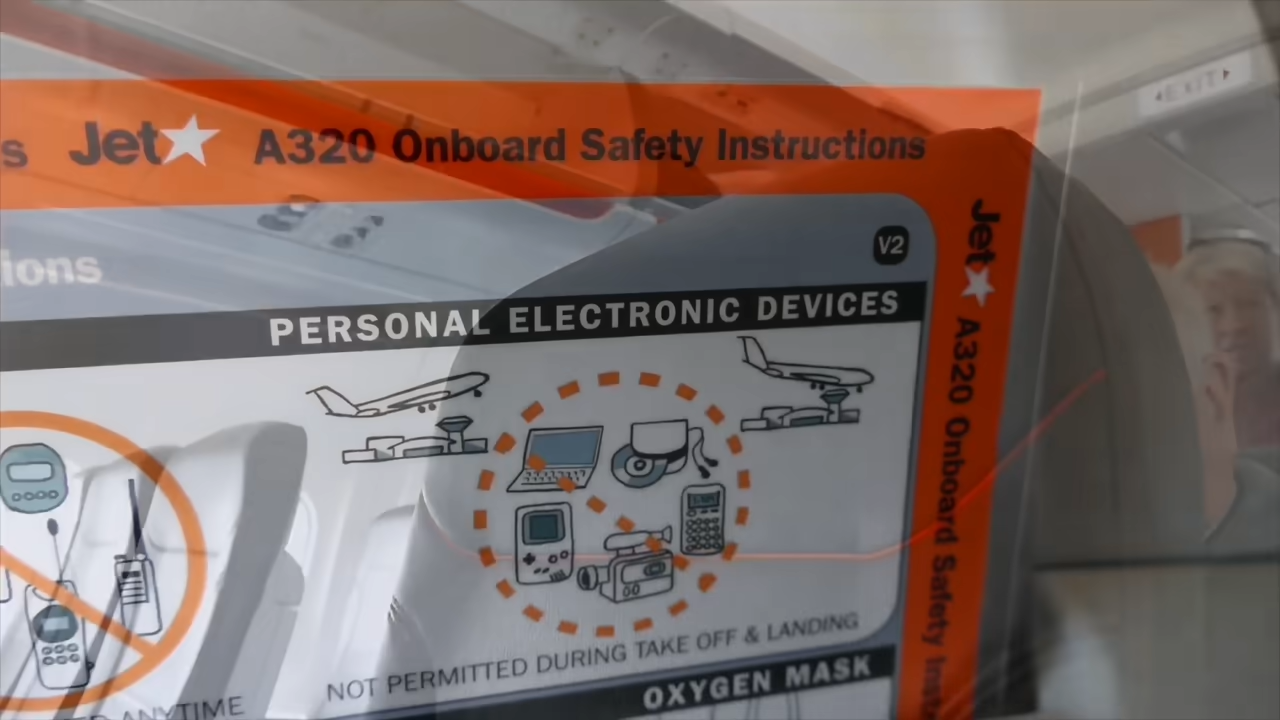 s Jet★ A320 Onboard Safety Instructions
ions
V2
PERSONAL ELECTRONIC DEVICES
NOT PERMITTED DURING TAKE OFF & LANDING
ANYTIME
OXYGEN MASK
Jet★ A320 Onboard Safety Inst
EXIT